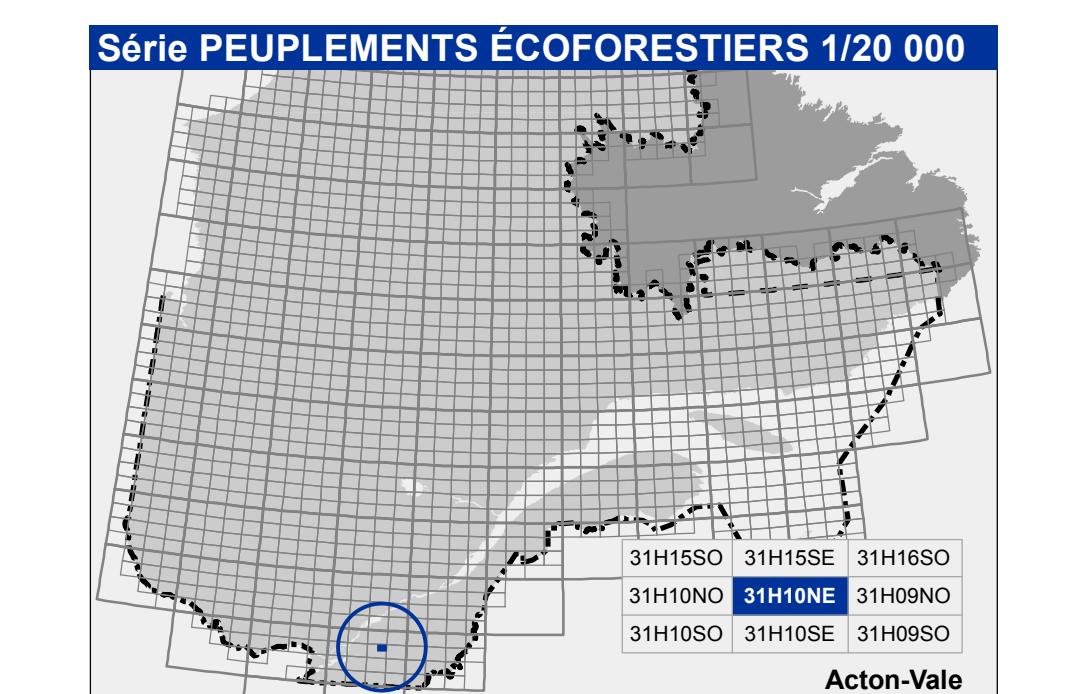 Série PEUPLEMENTS ÉCOFORESTIERS 1/20 000
31H15SO 31H15SE 31H16SO
31H10NO 31H10NE 31H09NO
31H10SO 31H10SE 31H09SO
Acton-Vale